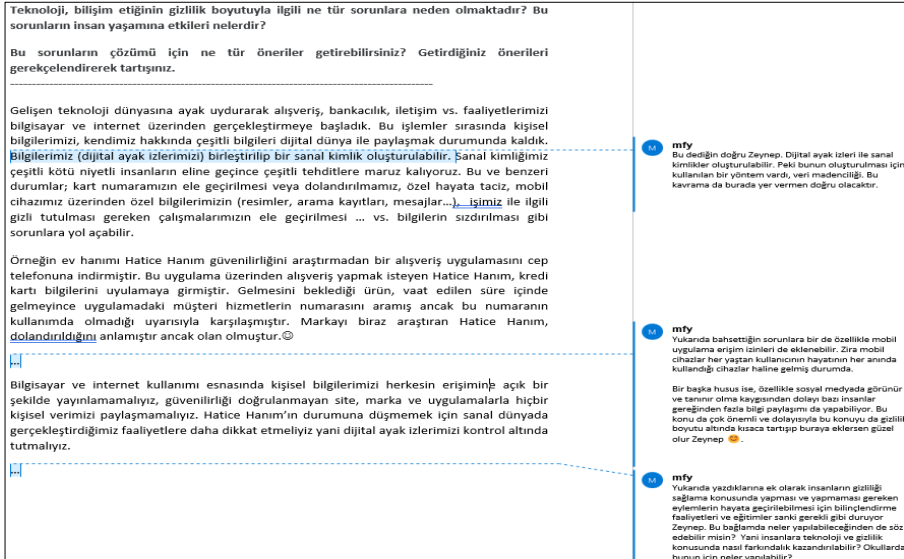 Teknoloji, bilişim etiğinin gizlilik boyutuyla ilgili ne tür sorunlara neden olmaktadır? Bu
sorunların insan yaşamına etkileri nelerdir?
Bu sorunların çözümü için ne tür öneriler getirebilirsiniz? Getirdiğiniz önerileri
gerekçelendirerek tartışınız.
Gelişen teknoloji dünyasına ayak uydurarak alışveriş, bankacılık, iletişim vs. faaliyetlerimizi
bilgisayar ve internet üzerinden gerçekleştirmeye başladık. Bu işlemler sırasında kişisel
bilgilerimizi, kendimiz hakkında çeşitli bilgileri dijital dünya ile paylaşmak durumunda kaldık.
Bilgilerimiz (dijital ayak izlerimizi) birleştirilip bir sanal kimlik oluşturulabilir. Sanal kimliğimiz
çeşitli kötü niyetli insanların eline geçince çeşitli tehditlere maruz kalıyoruz. Bu ve benzeri
durumlar; kart numaramızın ele geçirilmesi veya dolandırılmamız, özel hayata taciz, mobil
cihazımız üzerinden özel bilgilerimizin (resimler, arama kayıtları, mesajlar…), işimiz ile ilgili
gizli tutulması gereken çalışmalarımızın ele geçirilmesi … vs. bilgilerin sızdırılması gibi
sorunlara yol açabilir.
Örneğin ev hanımı Hatice Hanım güvenilirliğini araştırmadan bir alışveriş uygulamasını cep
telefonuna indirmiştir. Bu uygulama üzerinden alışveriş yapmak isteyen Hatice Hanım, kredi
kartı bilgilerini uyulamaya girmiştir. Gelmesini beklediği ürün, vaat edilen süre içinde
gelmeyince uygulamadaki müşteri hizmetlerin numarasını aramış ancak bu numaranın
kullanımda olmadığı uyarısıyla karşılaşmıştır. Markayı biraz araştıran Hatice Hanım,
dolandırıldığını anlamıştır ancak olan olmuştur.☺
…
Bilgisayar ve internet kullanımı esnasında kişisel bilgilerimizi herkesin erişimine açık bir
şekilde yayınlamamalıyız, güvenilirliği doğrulanmayan site, marka ve uygulamalarla hiçbir
kişisel verimizi paylaşmamalıyız. Hatice Hanım’ın durumuna düşmemek için sanal dünyada
gerçekleştirdiğimiz faaliyetlere daha dikkat etmeliyiz yani dijital ayak izlerimizi kontrol altında
tutmalıyız.
…
M mfy
Bu dediğin doğru Zeynep. Dijital ayak izleri ile sanal
kimlikler oluşturulabilir. Peki bunun oluşturulması için
kullanılan bir yöntem vardı, veri madenciliği. Bu
kavrama da burada yer vermen doğru olacaktır.
M mfy
Yukarıda bahsettiğin sorunlara bir de özellikle mobil
uygulama erişim izinleri de eklenebilir. Zira mobil
cihazlar her yaştan kullanıcının hayatının her anında
kullandığı cihazlar haline gelmiş durumda.
Bir başka husus ise, özellikle sosyal medyada görünür
ve tanınır olma kaygısından dolayı bazı insanlar
gereğinden fazla bilgi paylaşımı da yapabiliyor. Bu
konu da çok önemli ve dolayısıyla bu konuyu da gizlilik
boyutu altında kısaca tartışıp buraya eklersen güzel
olur Zeynep 😊.
M mfy
Yukarıda yazdıklarına ek olarak insanların gizliliği
sağlama konusunda yapması ve yapmaması gereken
eylemlerin hayata geçirilebilmesi için bilinçlendirme
faaliyetleri ve eğitimler sanki gerekli gibi duruyor
Zeynep. Bu bağlamda neler yapılabileceğinden de söz
edebilir misin? Yani insanlara teknoloji ve gizlilik
konusunda nasıl farkındalık kazandırılabilir? Okullarda
bunun için neler yapılabilir?